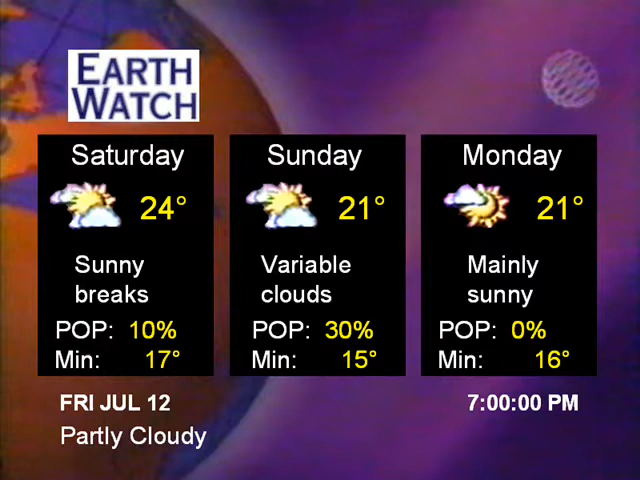 EARTH
WATCH
Saturday
24°
Sunny
breaks
POP: 10%
Min: 17°
Sunday
21°
Variable
clouds
POP: 30%
Min: 15°
Monday
21°
Mainly
sunny
POP: 0%
Min: 16°
FRI JUL 12
7:00:00 PM
Partly Cloudy